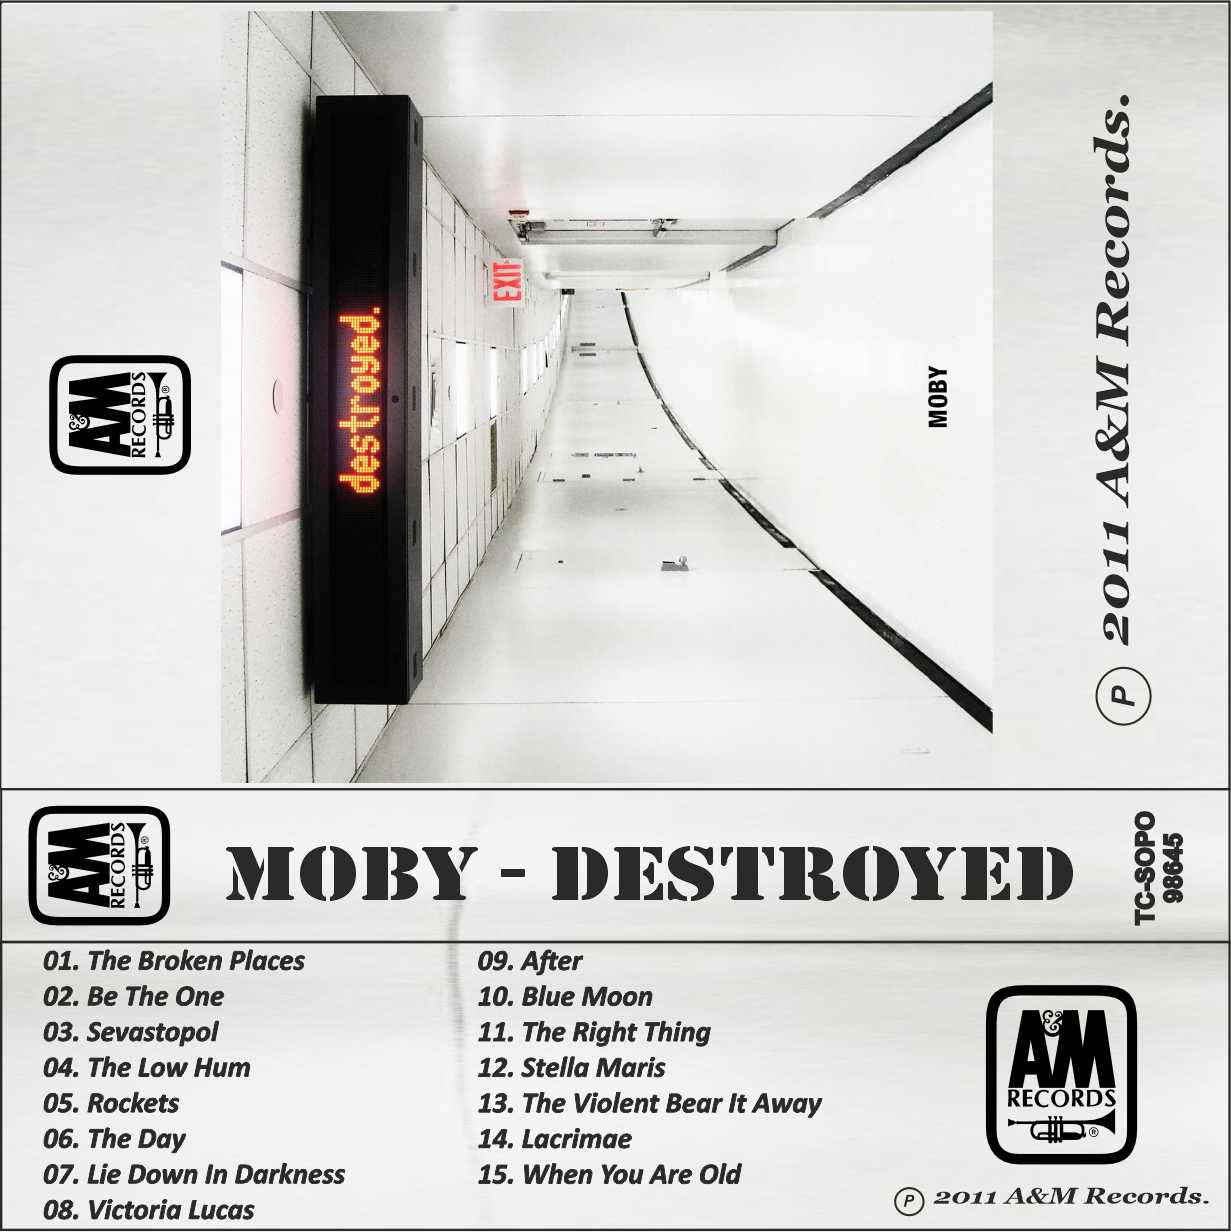 A&M
RECORDS
®
destroyed.
EXIT
MOBY
Ⓟ 2011 A&M Records.
A&M
RECORDS
®
MOBY - DESTROYED
TC-SOPO
98645
01. The Broken Places
02. Be The One
03. Sevastopol
04. The Low Hum
05. Rockets
06. The Day
07. Lie Down In Darkness
08. Victoria Lucas
09. After
10. Blue Moon
11. The Right Thing
12. Stella Maris
13. The Violent Bear It Away
14. Lacrimae
15. When You Are Old
A&M
RECORDS
®
Ⓟ 2011 A&M Records.